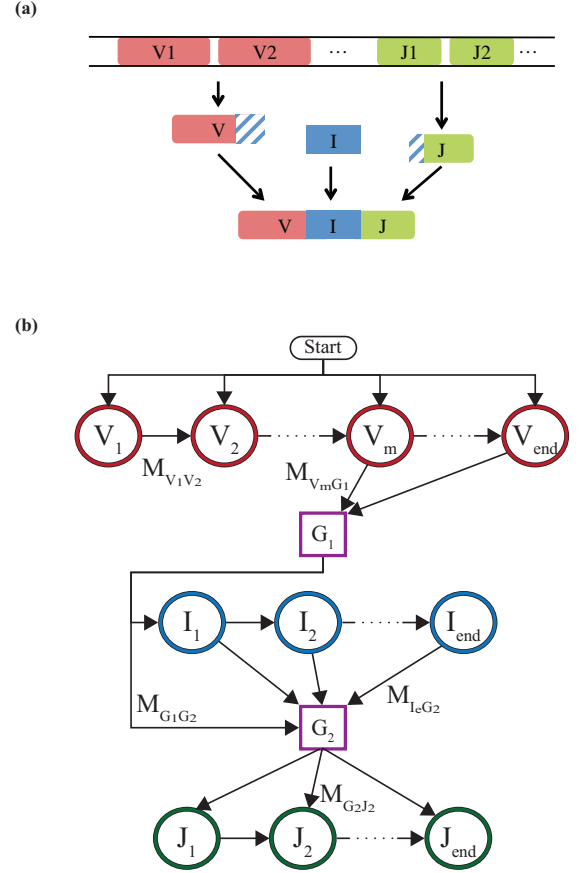 (a)
V1 V2 ... J1 J2 ...
V I J
V I J
(b)
Start
V1 V2 Vm Vend
MV1V2 MVmG1
G1
I1 I2 Iend
MG1G2 MIeG2
G2
MG2J2
J1 J2 Jend